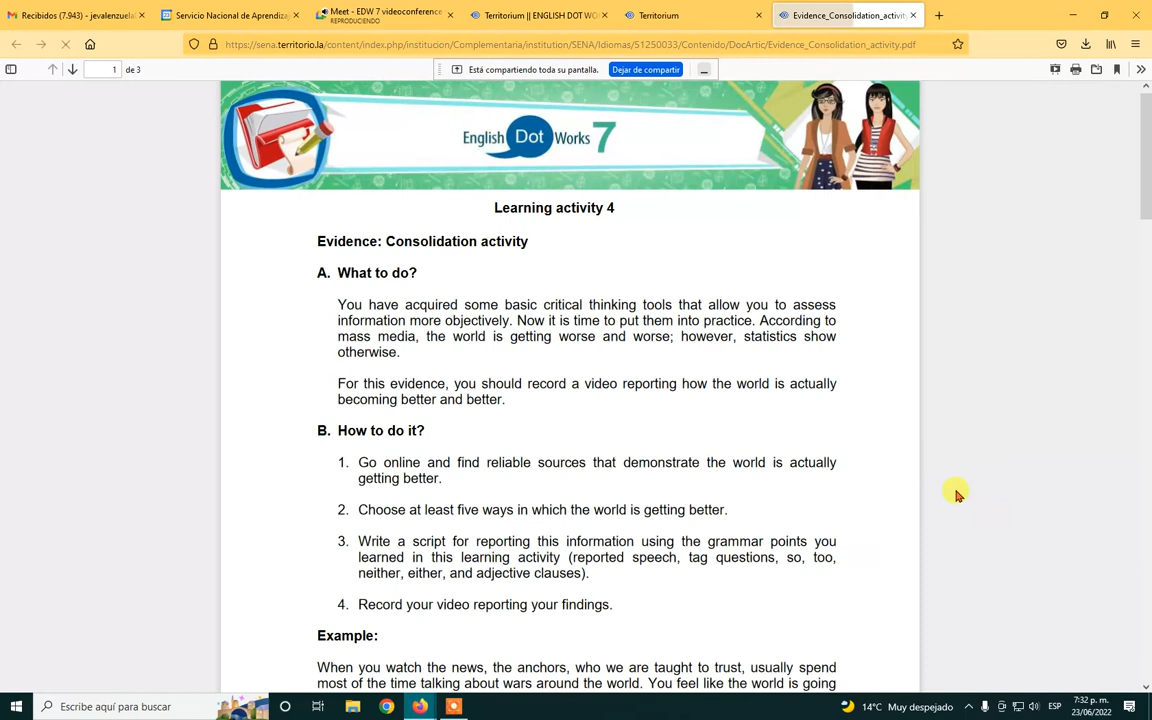 Recibidos (7.943) - jevalenzuela
Servicio Nacional de Aprendizaj
Meet - EDW 7 videoconference
REPRODUCIENDO
Territorium || ENGLISH DOT WO
Territorium
Evidence_Consolidation_activity.
https://sena.territorio.la/content/index.php/institucion/Complementaria/institution/SENA/Idiomas/51250033/Contenido/DocArtic/Evidence_Consolidation_activity.pdf
1 de 3
Está compartiendo toda su pantalla.
Dejar de compartir
English Dot Works 7
Learning activity 4
Evidence: Consolidation activity
A. What to do?
You have acquired some basic critical thinking tools that allow you to assess
information more objectively. Now it is time to put them into practice. According to
mass media, the world is getting worse and worse; however, statistics show
otherwise.
For this evidence, you should record a video reporting how the world is actually
becoming better and better.
B. How to do it?
1. Go online and find reliable sources that demonstrate the world is actually
getting better.
2. Choose at least five ways in which the world is getting better.
3. Write a script for reporting this information using the grammar points you
learned in this learning activity (reported speech, tag questions, so, too,
neither, either, and adjective clauses).
4. Record your video reporting your findings.
Example:
When you watch the news, the anchors, who we are taught to trust, usually spend
most of the time talking about wars around the world. You feel like the world is going
Escribe aquí para buscar
14°C Muy despejado
ESP
7:32 p. m.
23/06/2022